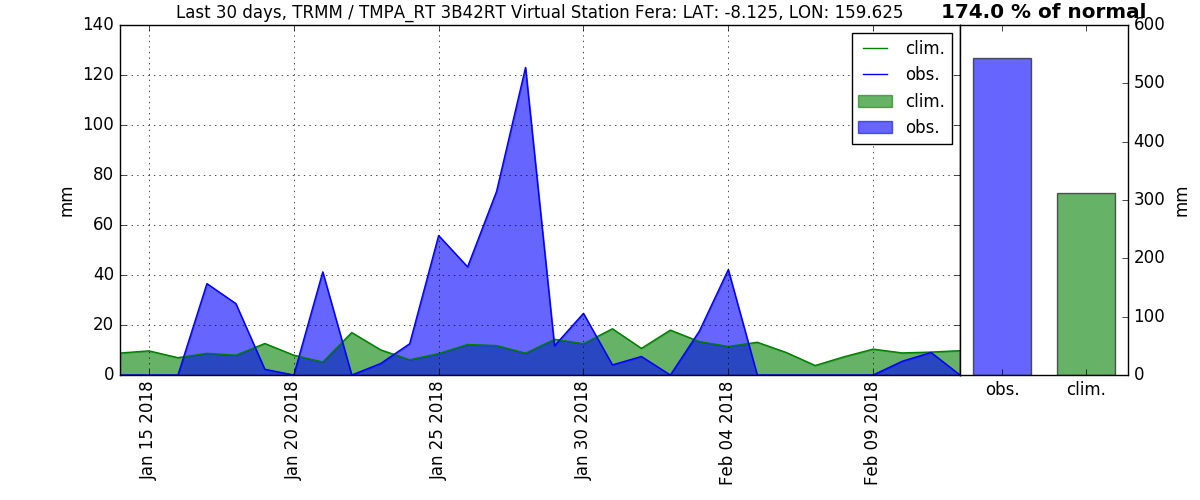 Last 30 days, TRMM / TMPA_RT 3B42RT Virtual Station Fera: LAT: -8.125, LON: 159.625
174.0 % of normal
140
120
100
80
60
40
20
0
mm
clim.
obs.
clim.
obs.
Jan 15 2018
Jan 20 2018
Jan 25 2018
Jan 30 2018
Feb 04 2018
Feb 09 2018
600
500
400
300
200
100
0
mm
obs.
clim.